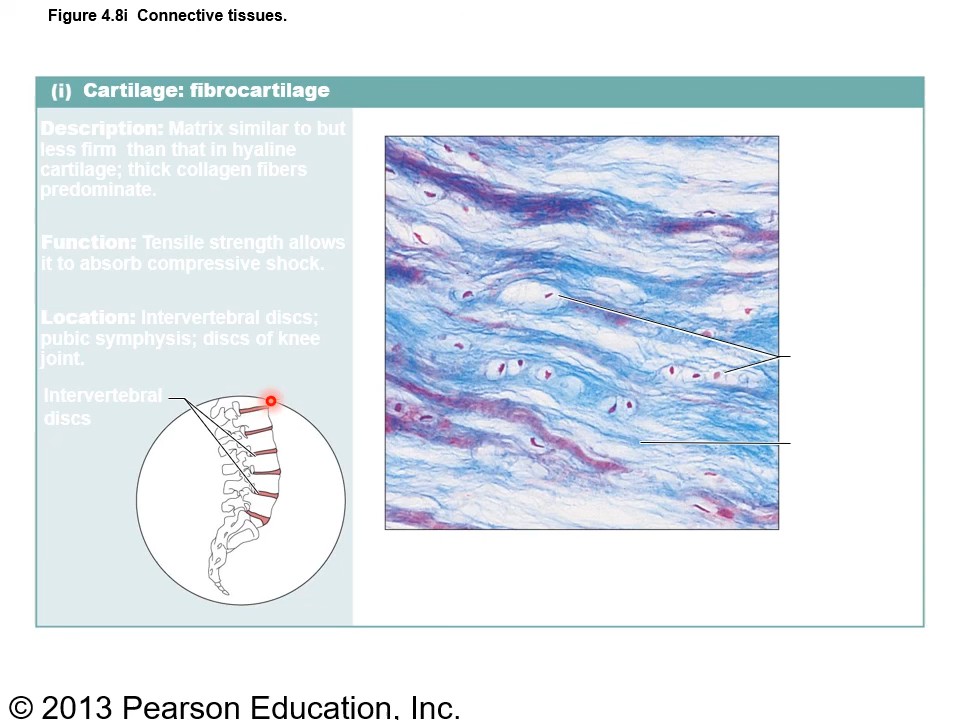 Figure 4.8i  Connective tissues.
(i)  Cartilage: fibrocartilage
Description: Matrix similar to but
less firm  than that in hyaline
cartilage; thick collagen fibers
predominate.
Function: Tensile strength allows
it to absorb compressive shock.
Location: Intervertebral discs;
pubic symphysis; discs of knee
joint.
Intervertebral
discs
© 2013 Pearson Education, Inc.